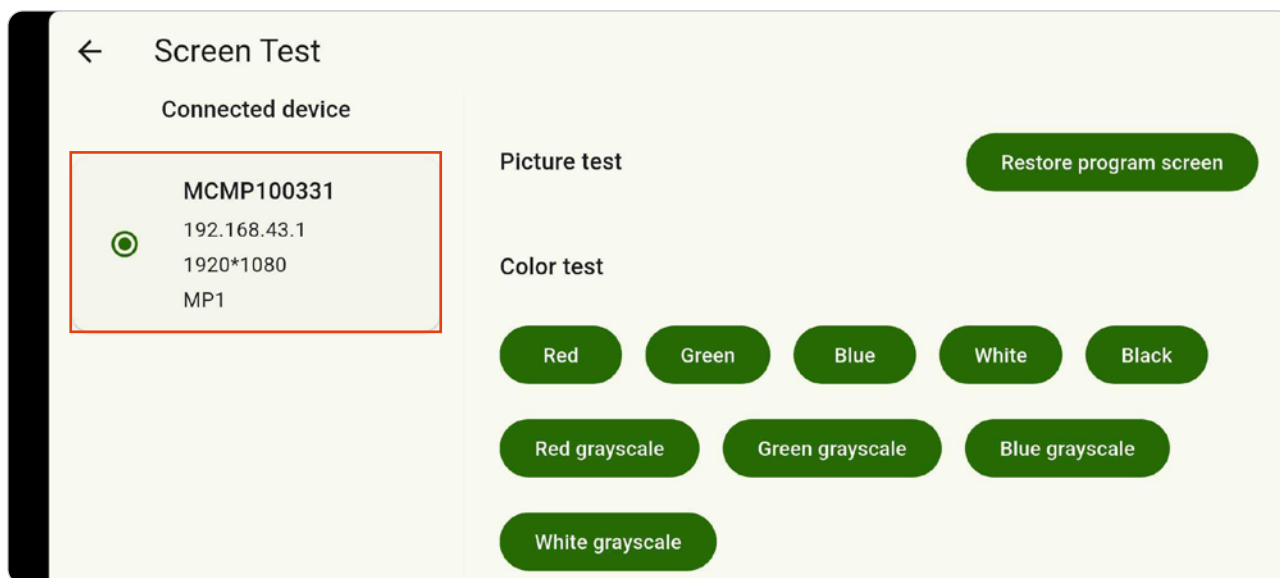 Screen Test
Connected device
MCMP100331
192.168.43.1
1920*1080
MP1
Picture test
Restore program screen
Color test
Red
Green
Blue
White
Black
Red grayscale
Green grayscale
Blue grayscale
White grayscale